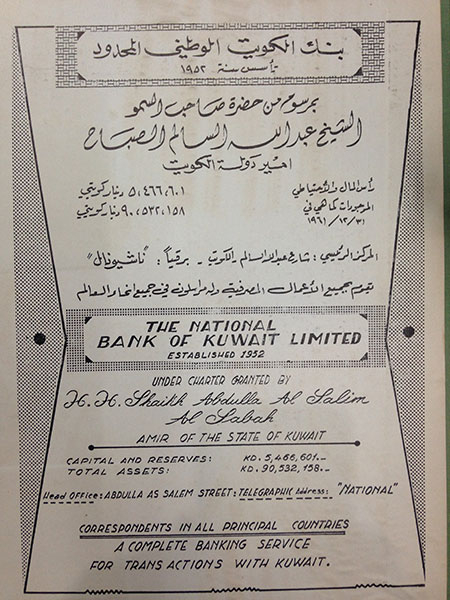 بنك الكويت الوطني المحدود
تأسس سنة ١٩٥٢
بمرسوم من حضرة صاحب السمو
الشيخ عبدالله السالم الصباح
امير دولة الكويت
رأس المال والاحتياطي ٥,٤٦٦,٦٠١ دينار كويتي
الموجودات كما هي في ٣١/١٢/١٩٦١ ٩٠,٥٣٢,١٥٨ دينار كويتي
المركز الرئيسي: شارع عبدالله السالم - الكويت - برقياً: "ناشيونال"
تقوم بجميع الأعمال المصرفية وله مراسلون في جميع انحاء العالم
THE NATIONAL
BANK OF KUWAIT LIMITED
ESTABLISHED 1952
UNDER CHARTER GRANTED BY
H. H. Shaikh Abdulla Al Salim
Al Sabah
AMIR OF THE STATE OF KUWAIT
CAPITAL AND RESERVES: KD. 5,466,601.-
TOTAL ASSETS: KD. 90,532,158.-
Head Office: ABDULLA AS SALEM STREET: TELEGRAPHIC Address: "NATIONAL"
CORRESPONDENTS IN ALL PRINCIPAL COUNTRIES
A COMPLETE BANKING SERVICE
FOR TRANSACTIONS WITH KUWAIT.